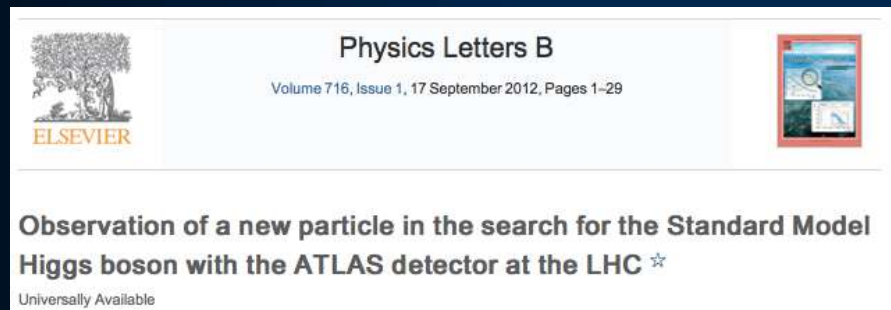 Physics Letters B
Volume 716, Issue 1, 17 September 2012, Pages 1–29
ELSEVIER
Observation of a new particle in the search for the Standard Model
Higgs boson with the ATLAS detector at the LHC ☆
Universally Available